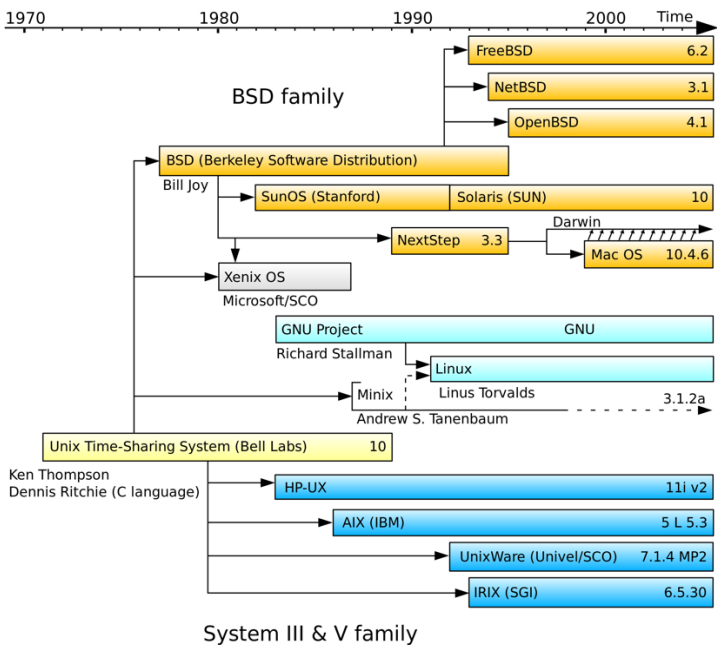 1970 1980 1990 2000 Time
FreeBSD 6.2
BSD family
NetBSD 3.1
OpenBSD 4.1
BSD (Berkeley Software Distribution)
Bill Joy
SunOS (Stanford) Solaris (SUN) 10
Darwin
NextStep 3.3
Mac OS 10.4.6
Xenix OS
Microsoft/SCO
GNU Project GNU
Richard Stallman
Linux
Linus Torvalds
Minix
3.1.2a
Andrew S. Tanenbaum
Unix Time-Sharing System (Bell Labs) 10
Ken Thompson
Dennis Ritchie (C language)
HP-UX 11i v2
AIX (IBM) 5 L 5.3
UnixWare (Univel/SCO) 7.1.4 MP2
IRIX (SGI) 6.5.30
System III & V family